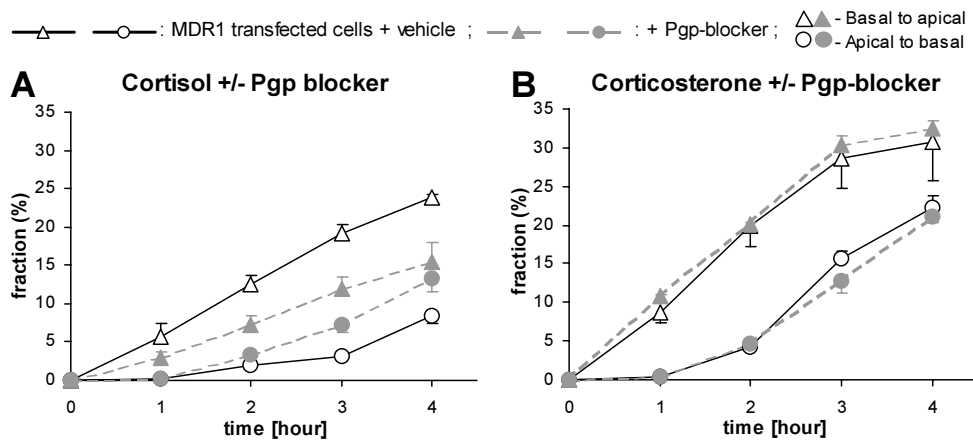 : MDR1 transfected cells + vehicle ; : + Pgp-blocker ; - Basal to apical
- Apical to basal
A Cortisol +/- Pgp blocker
35
30
25
20
15
10
5
0
fraction (%)
0 1 2 3 4
time [hour]
B Corticosterone +/- Pgp-blocker
35
30
25
20
15
10
5
0
fraction (%)
0 1 2 3 4
time [hour]